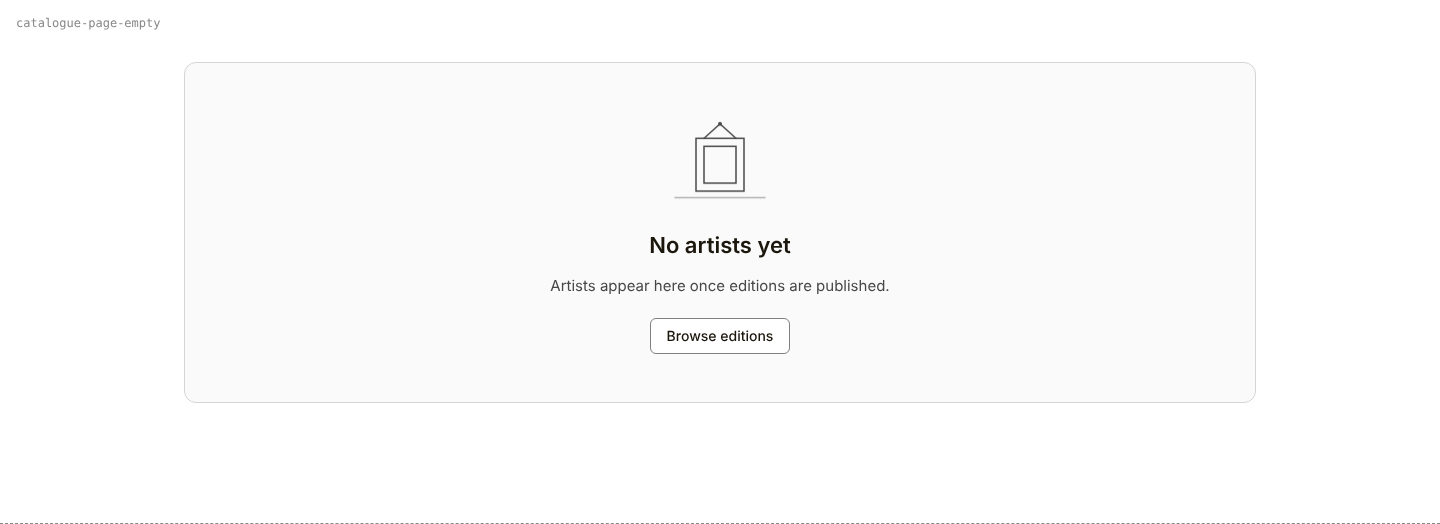 catalogue-page-empty
No artists yet
Artists appear here once editions are published.
Browse editions